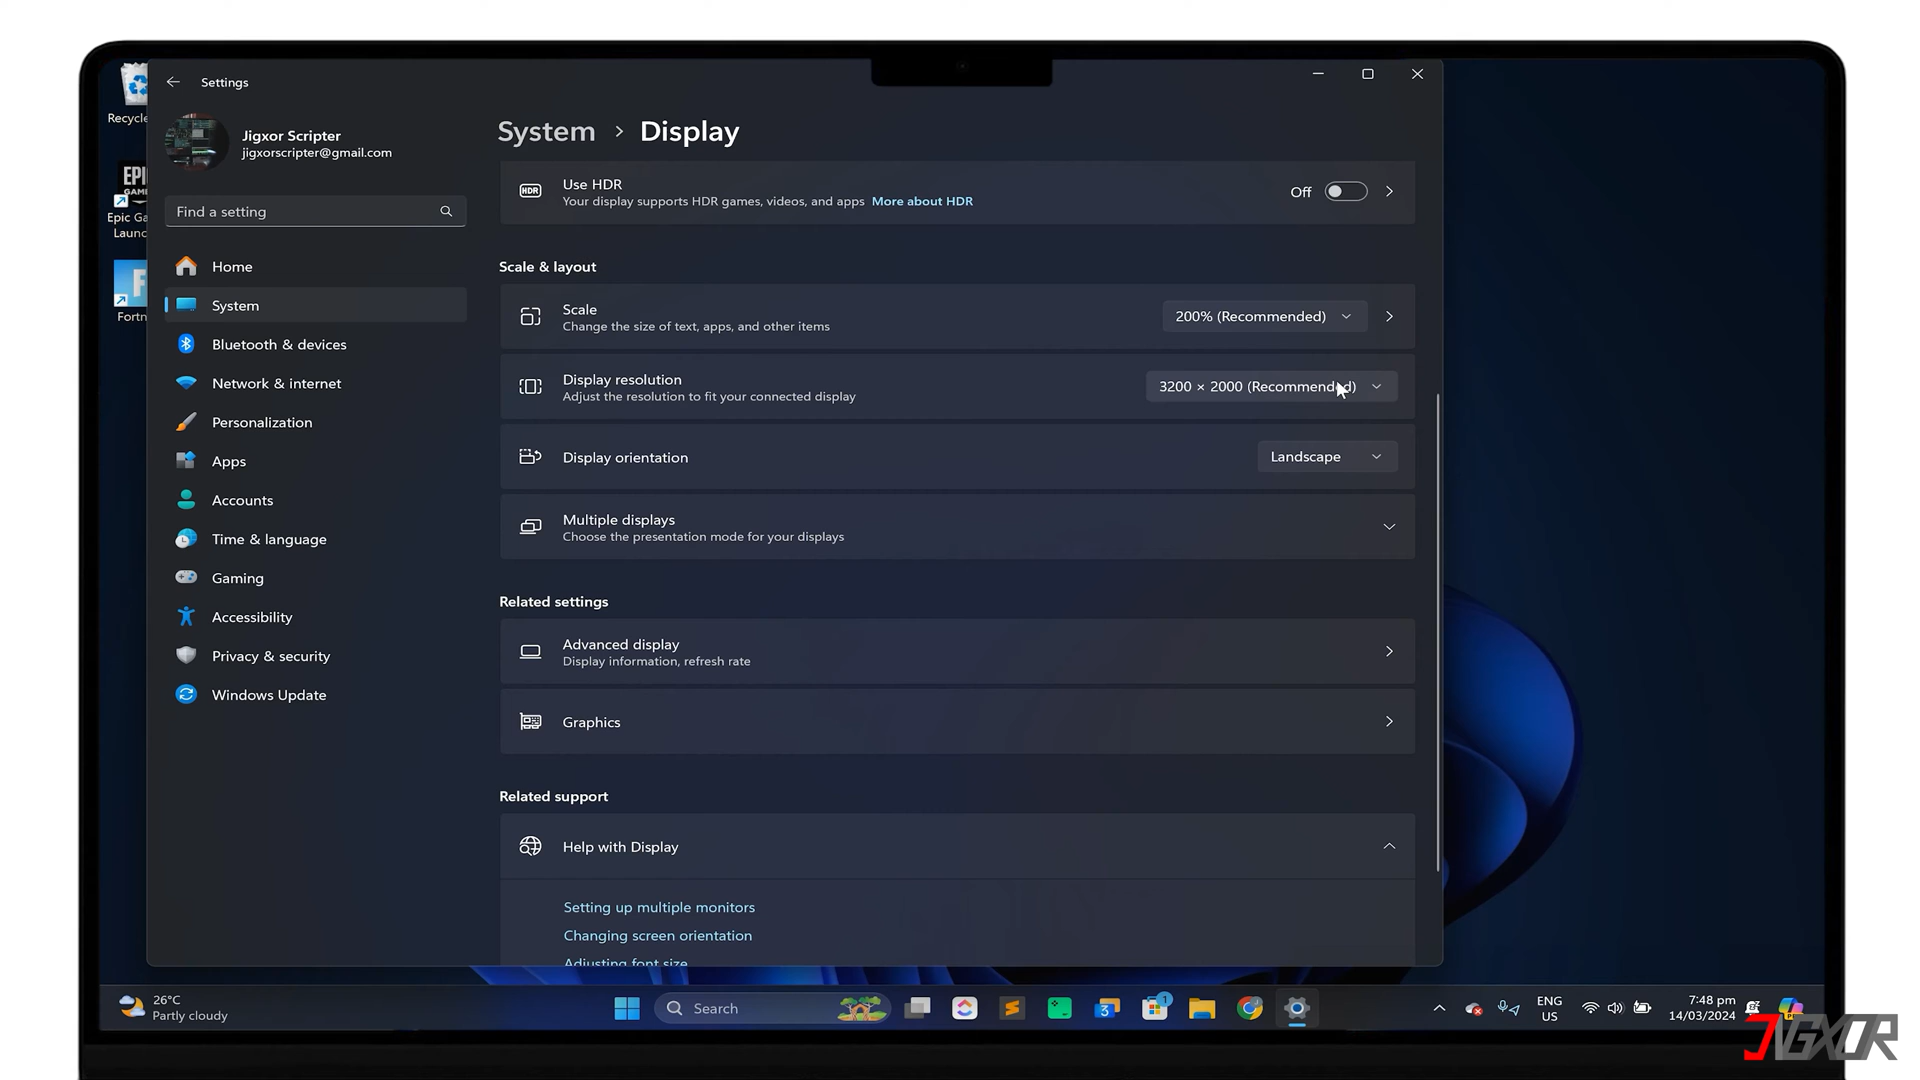 Settings
Jigxor Scripter
jigxorscripter@gmail.com
Find a setting
Home
System
Bluetooth & devices
Network & internet
Personalization
Apps
Accounts
Time & language
Gaming
Accessibility
Privacy & security
Windows Update
System > Display
HDR
Use HDR
Your display supports HDR games, videos, and apps More about HDR
Off
Scale & layout
Scale
Change the size of text, apps, and other items
200% (Recommended)
Display resolution
Adjust the resolution to fit your connected display
3200 × 2000 (Recommended)
Display orientation
Landscape
Multiple displays
Choose the presentation mode for your displays
Related settings
Advanced display
Display information, refresh rate
Graphics
Related support
Help with Display
Setting up multiple monitors
Changing screen orientation
Adjusting font size
Recycle
EPIC
GAMES
Epic Ga
Launc
F
Fortn
26°C
Partly cloudy
Search
3
1
ENG
US
7:48 pm
14/03/2024
JIGXOR